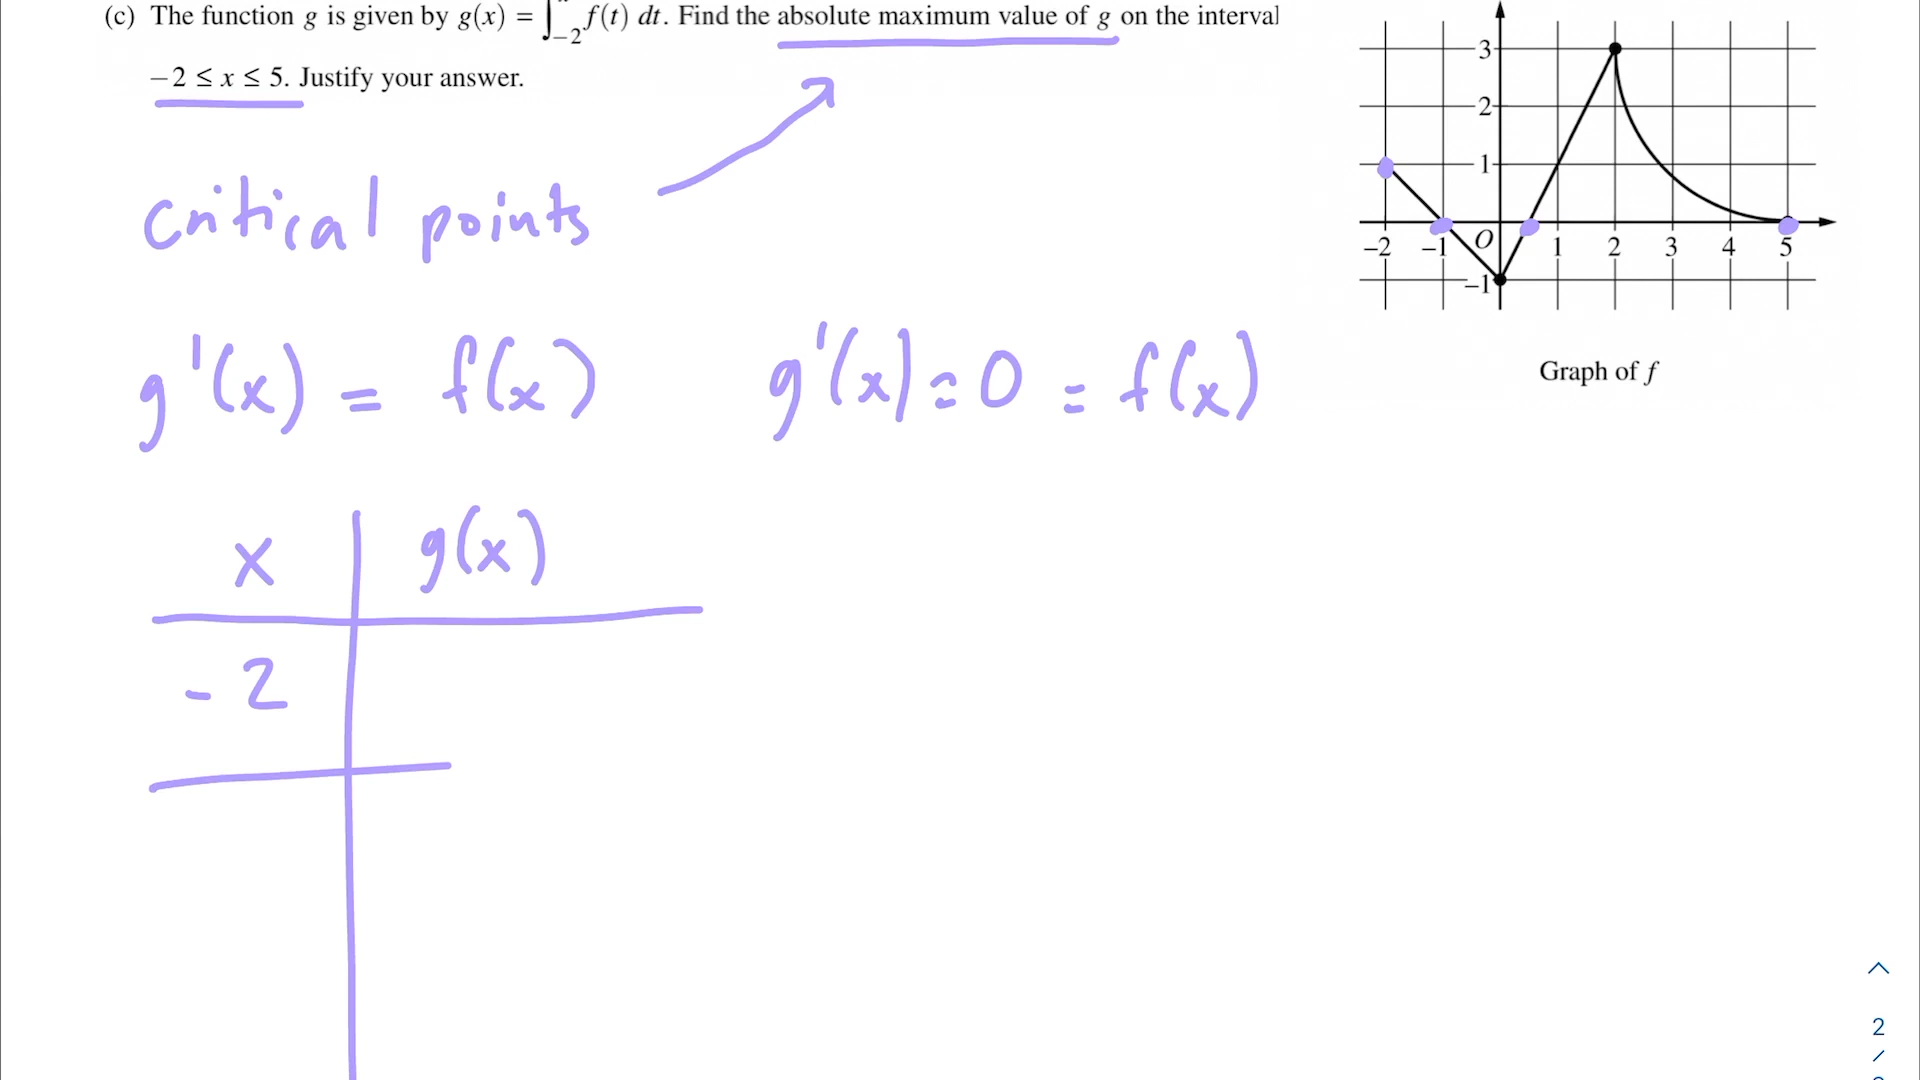 (c) The function g is given by g(x) = ∫₋₂ f(t) dt. Find the absolute maximum value of g on the interval
−2 ≤ x ≤ 5. Justify your answer.
critical points
g'(x) = f(x)
g'(x) = 0 = f(x)
x g(x)
-2
3
2
1
−2 −1 O 1 2 3 4 5
−1
Graph of f
2
/